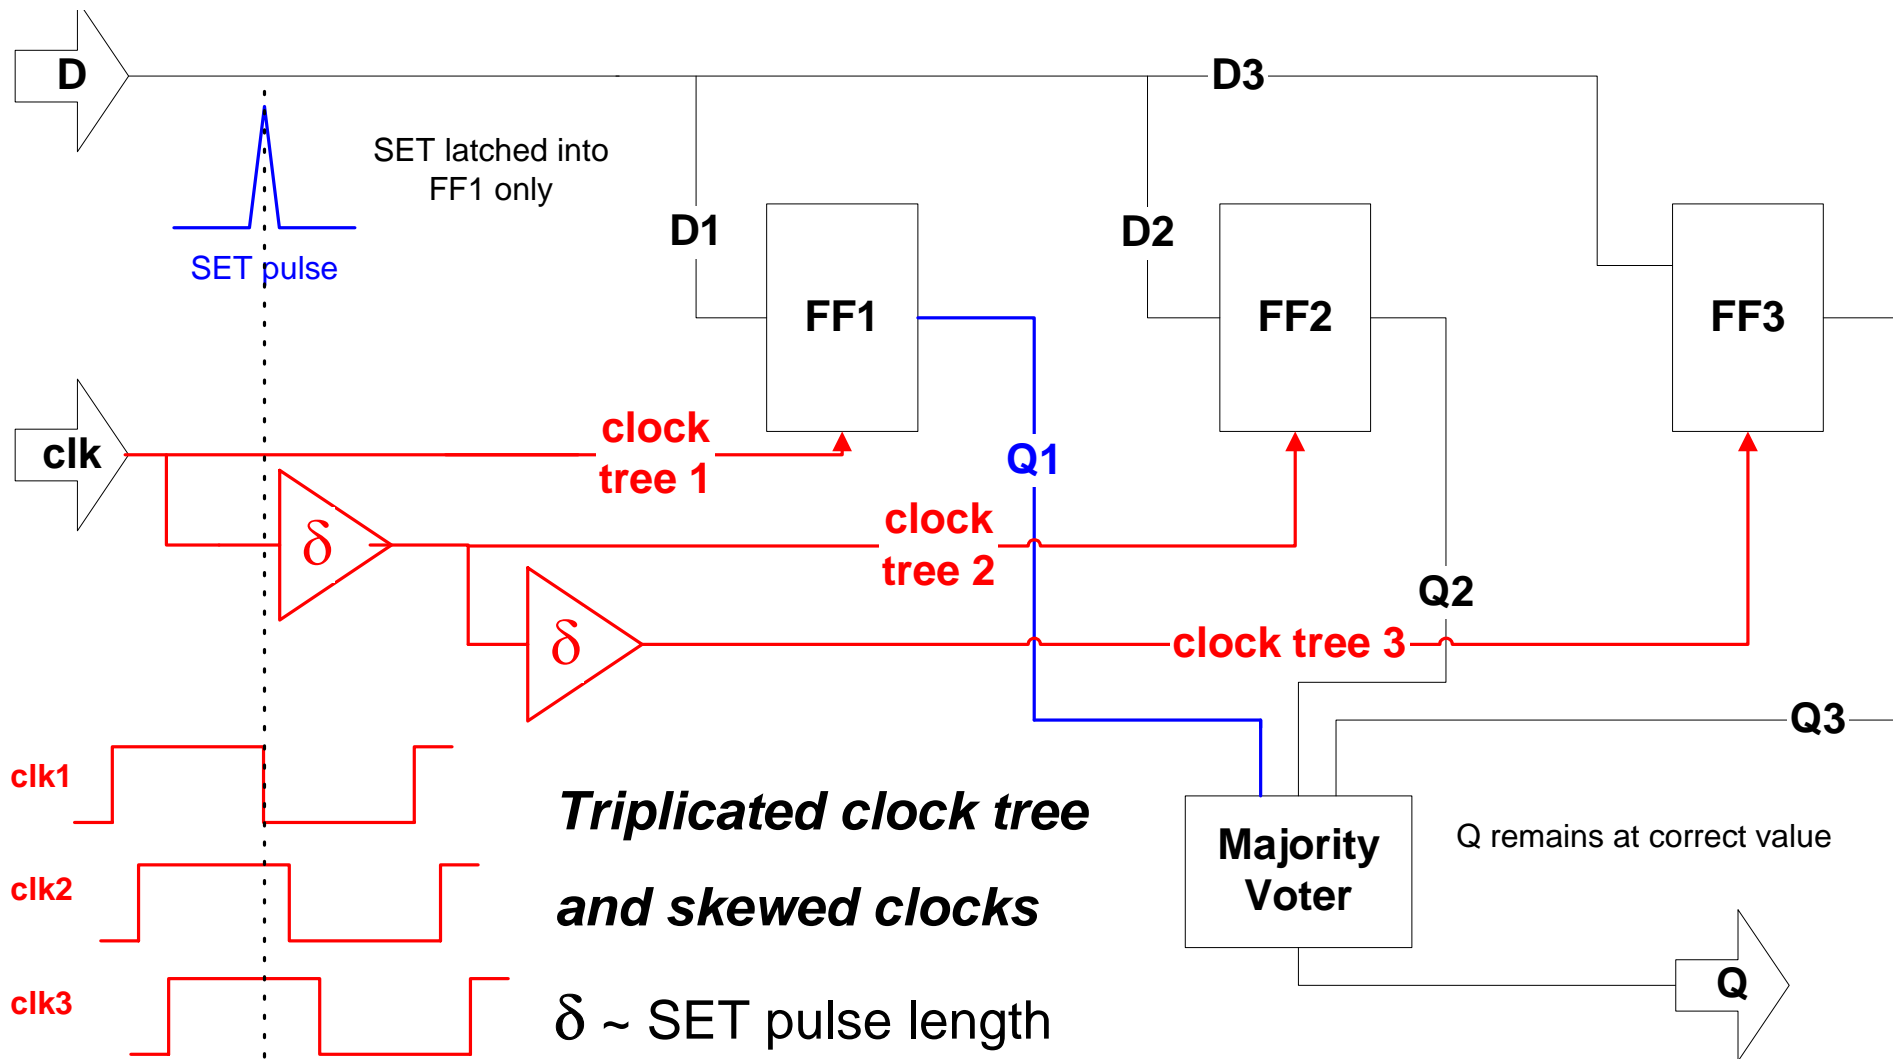 D
D3
SET latched into
FF1 only
D1
D2
SET pulse
FF1
FF2
FF3
clk
clock
tree 1
Q1
δ
clock
tree 2
Q2
δ
clock tree 3
Q3
clk1
Triplicated clock tree
Majority
Voter
Q remains at correct value
clk2
and skewed clocks
clk3
δ ~ SET pulse length
Q